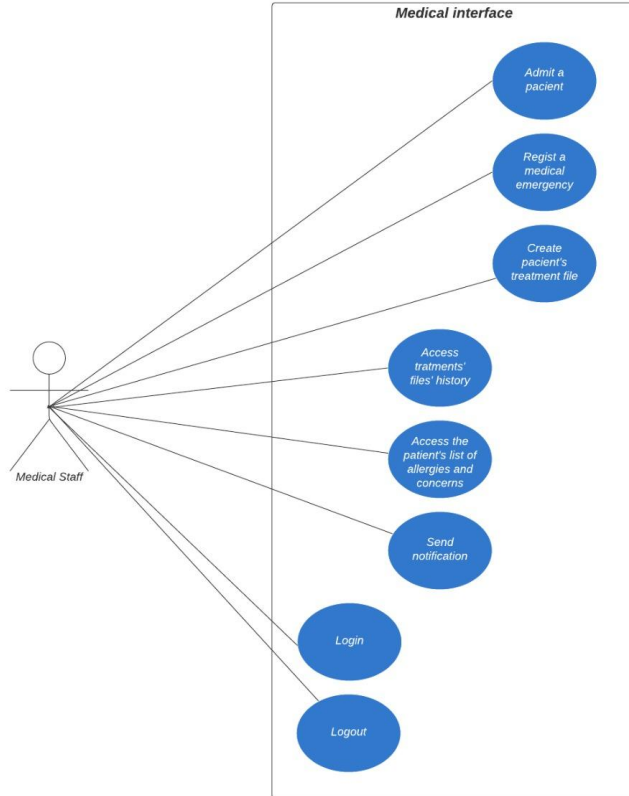 Medical interface
Admit a
pacient
Regist a
medical
emergency
Create
pacient's
treatment file
Access
tratments'
files' history
Access the
patient's list of
allergies and
concerns
Medical Staff
Send
notification
Login
Logout